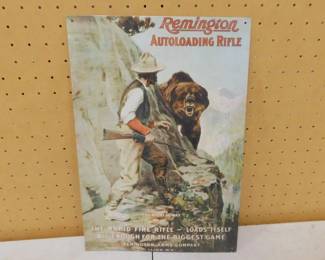 Remington
AUTOLOADING RIFLE
THE RAPID FIRE RIFLE – LOADS ITSELF
BIG ENOUGH FOR THE BIGGEST GAME
REMINGTON ARMS COMPANY